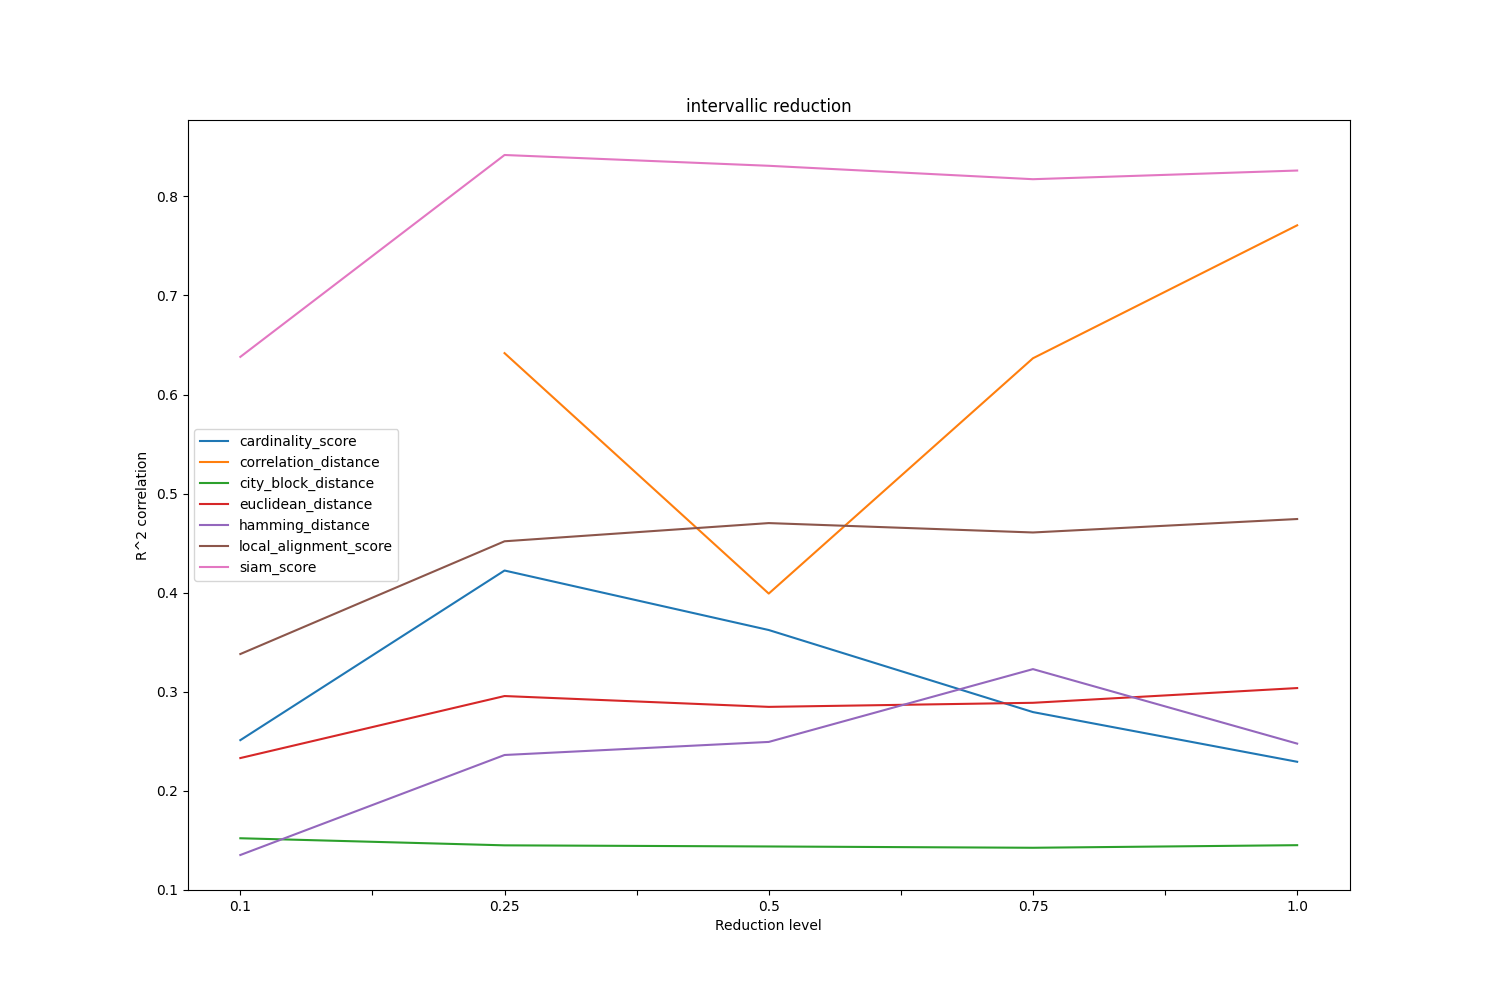 intervallic reduction
0.8
0.7
0.6
0.5
0.4
0.3
0.2
0.1
R^2 correlation
cardinality_score
correlation_distance
city_block_distance
euclidean_distance
hamming_distance
local_alignment_score
siam_score
0.1 0.25 0.5 0.75 1.0
Reduction level